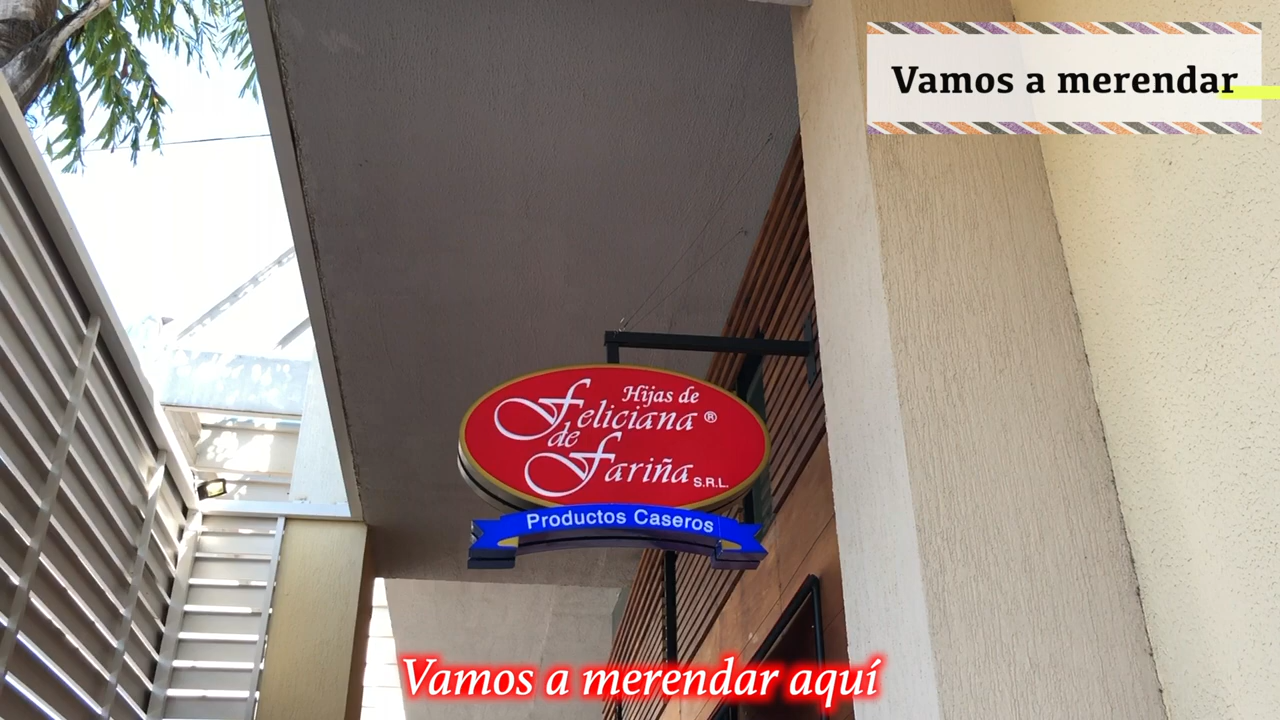 Vamos a merendar
Hijas de
Feliciana ®
de
Fariña S.R.L.
Productos Caseros
Vamos a merendar aquí